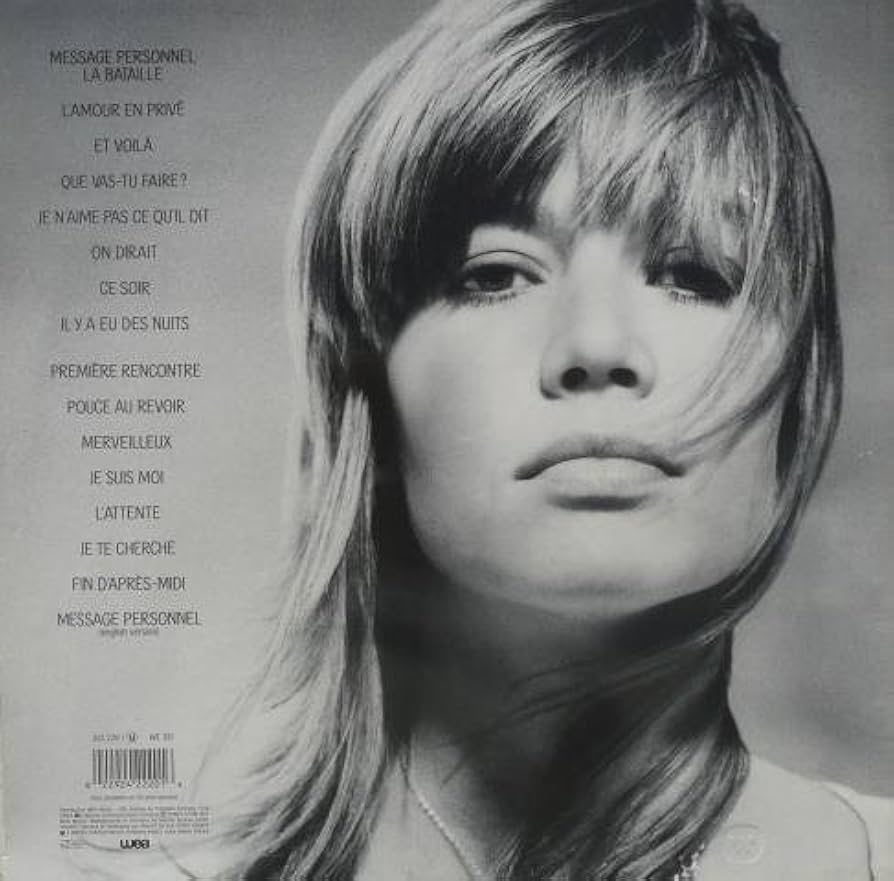 MESSAGE PERSONNEL
LA BATAILLE
L'AMOUR EN PRIVÉ
ET VOILÀ
QUE VAS-TU FAIRE?
JE N'AIME PAS CE QU'IL DIT
ON DIRAIT
CE SOIR
IL Y A EU DES NUITS
PREMIÈRE RENCONTRE
POUCE AU REVOIR
MERVEILLEUX
JE SUIS MOI
L'ATTENTE
JE TE CHERCHE
FIN D'APRÈS-MIDI
MESSAGE PERSONNEL
(english version)
wea